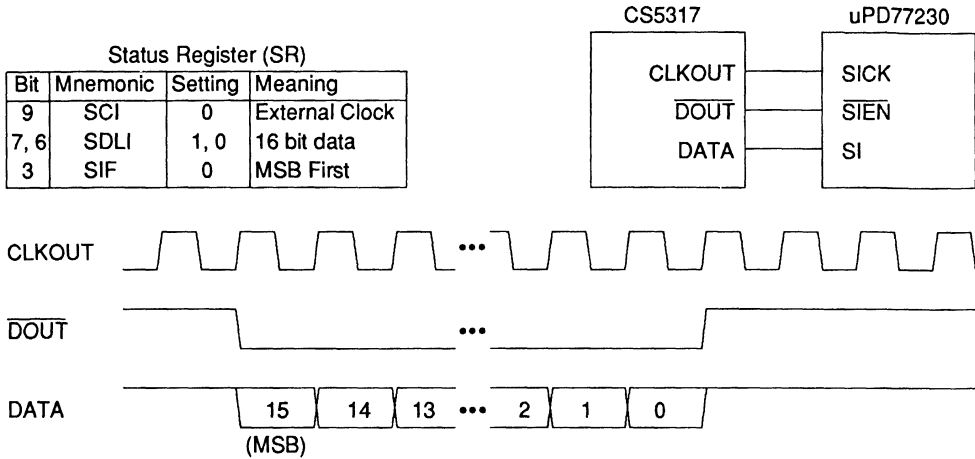 Status Register (SR)
Bit Mnemonic Setting Meaning
9 SCI 0 External Clock
7, 6 SDLI 1, 0 16 bit data
3 SIF 0 MSB First
CS5317 uPD77230
CLKOUT SICK
DOUT SIEN
DATA SI
CLKOUT •••
DOUT •••
DATA 15 14 13 ••• 2 1 0
(MSB)